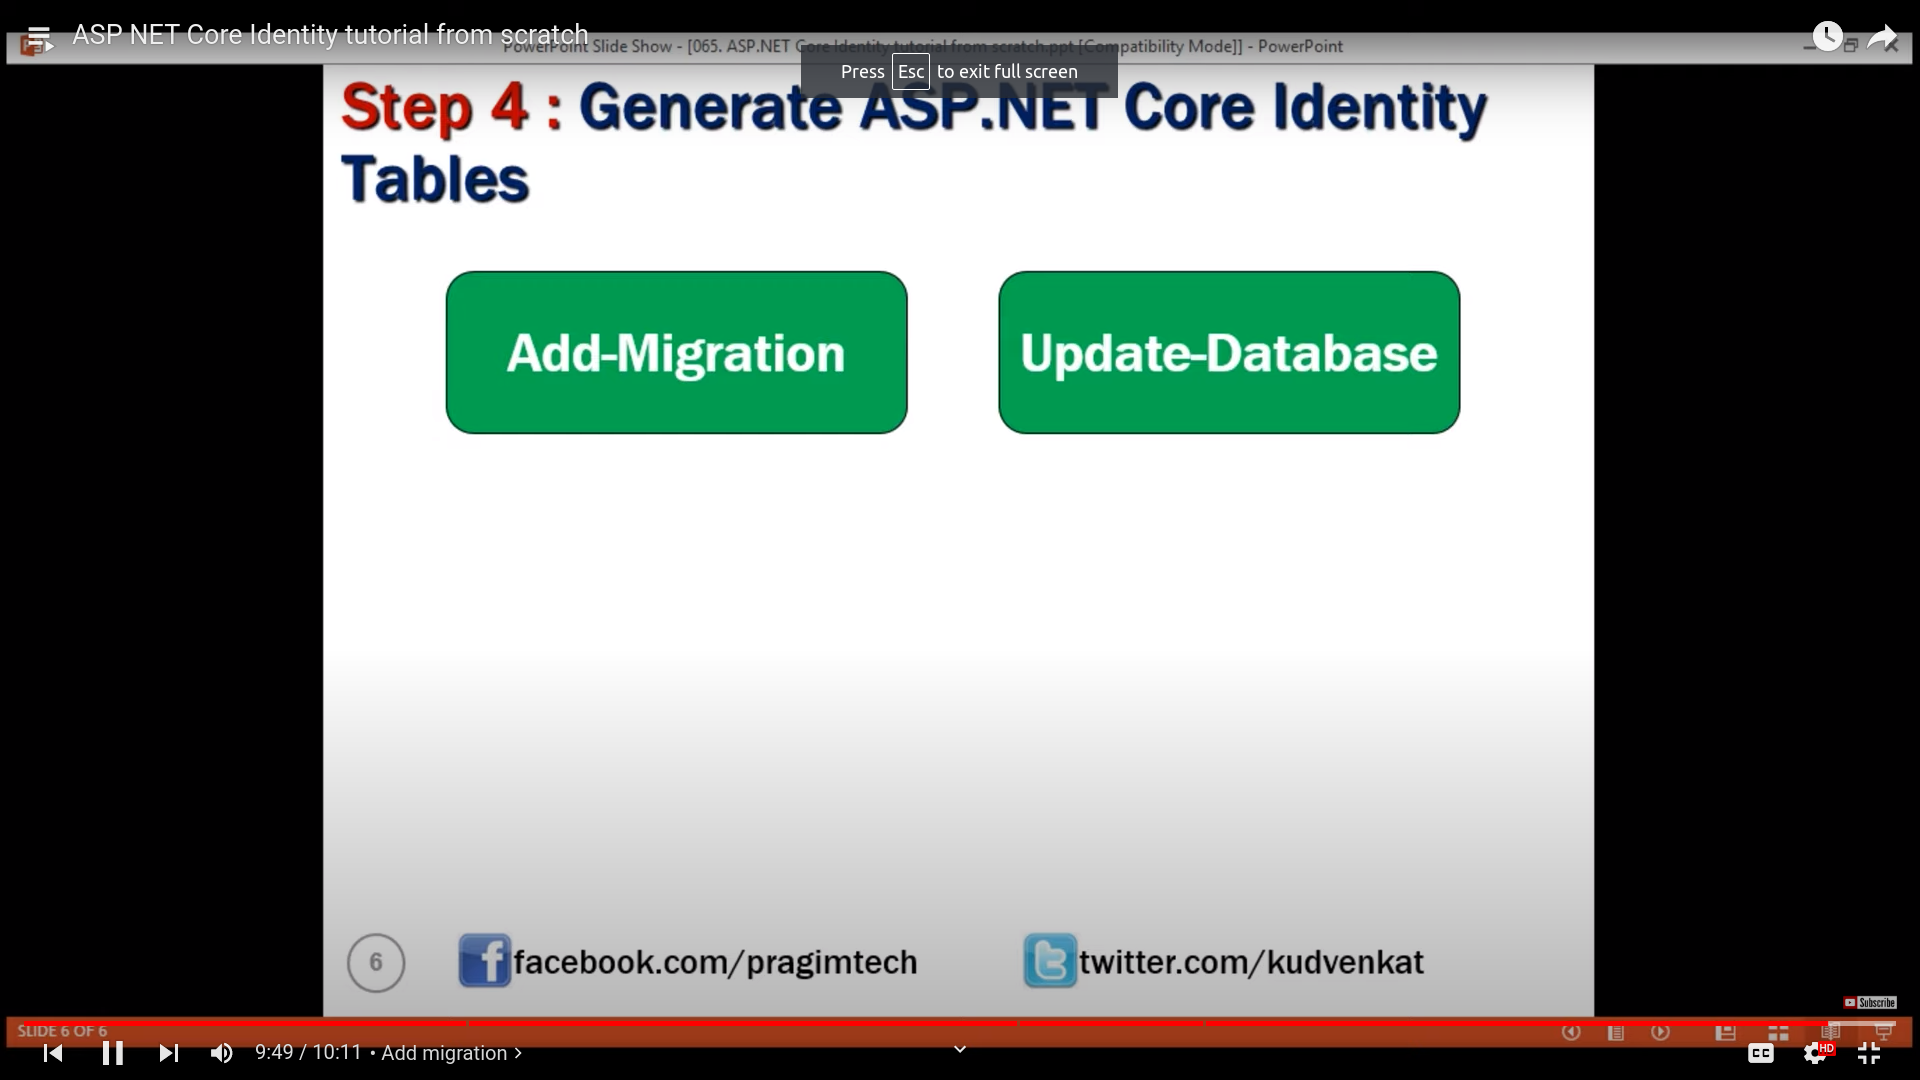 ASP NET Core Identity tutorial from scratch
PowerPoint Slide Show - [065. ASP.NET Core Identity tutorial from scratch.ppt [Compatibility Mode]] - PowerPoint
Press Esc to exit full screen
Step 4 : Generate ASP.NET Core Identity
Tables
Add-Migration
Update-Database
6
facebook.com/pragimtech
twitter.com/kudvenkat
Subscribe
SLIDE 6 OF 6
9:49 / 10:11 • Add migration
CC
HD